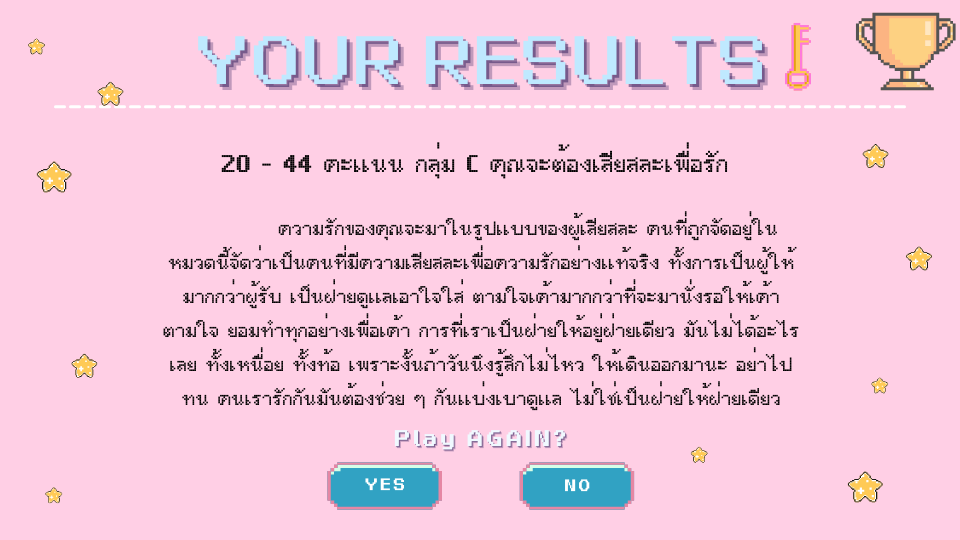 YOUR RESULTS
20 - 44 คะแนน กลุ่ม C คุณจะต้องเสียสละเพื่อรัก
ความรักของคุณจะมาในรูปแบบของผู้เสียสละ คนที่ถูกจัดอยู่ใน
หมวดนี้จัดว่าเป็นคนที่มีความเสียสละเพื่อความรักอย่างแท้จริง ทั้งการเป็นผู้ให้
มากกว่าผู้รับ เป็นฝ่ายดูแลเอาใจใส่ ตามใจเค้ามากกว่าที่จะมานั่งรอให้เค้า
ตามใจ ยอมทำทุกอย่างเพื่อเค้า การที่เราเป็นฝ่ายให้อยู่ฝ่ายเดียว มันไม่ได้อะไร
เลย ทั้งเหนื่อย ทั้งท้อ เพราะงั้นถ้าวันนึงรู้สึกไม่ไหว ให้เดินออกมานะ อย่าไป
ทน คนเรารักกันมันต้องช่วย ๆ กันแบ่งเบาดูแล ไม่ใช่เป็นฝ่ายให้ฝ่ายเดียว
Play AGAIN?
YES NO